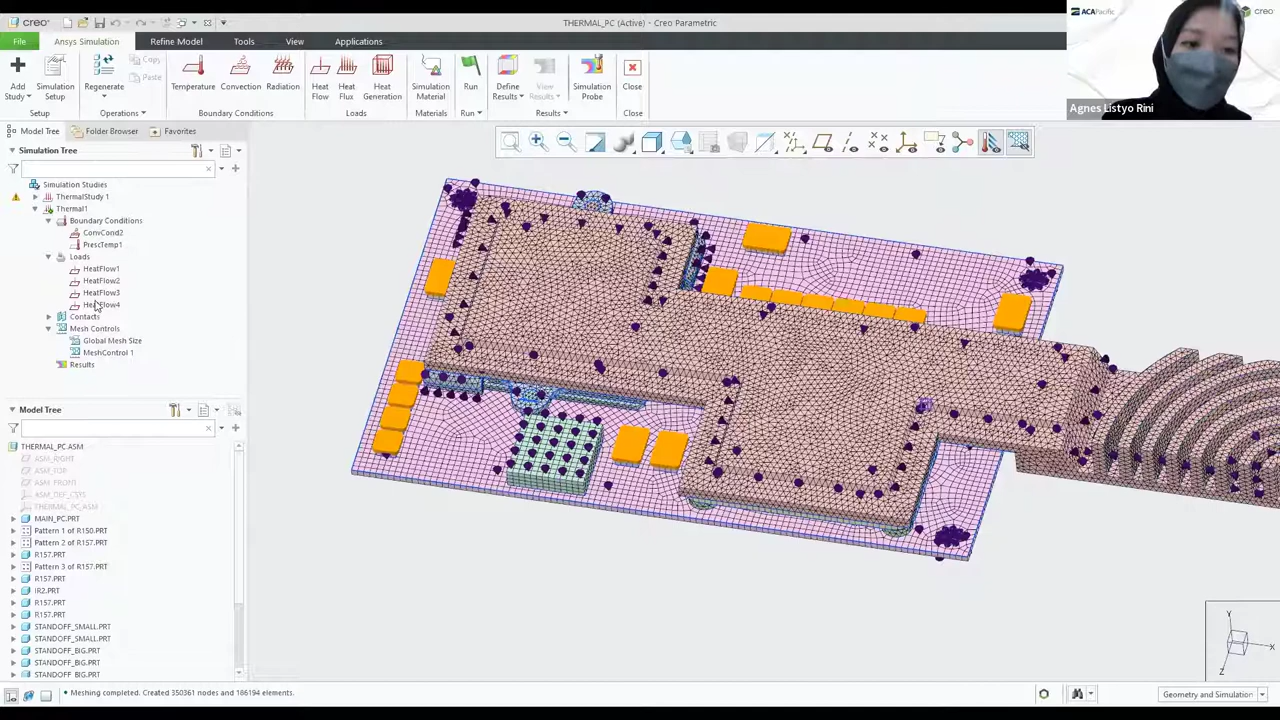 creo
THERMAL_PC (Active) - Creo Parametric
ACAPacific
creo
File
Ansys Simulation
Refine Model
Tools
View
Applications
Add
Study
Simulation
Setup
Regenerate
Copy
Paste
Temperature
Convection
Radiation
Heat
Flow
Heat
Flux
Heat
Generation
Simulation
Material
Run
Define
Results
View
Results
Simulation
Probe
Close
Setup
Operations
Boundary Conditions
Loads
Materials
Run
Results
Close
Agnes Listyo Rini
Model Tree
Folder Browser
Favorites
Simulation Tree
Simulation Studies
ThermalStudy 1
Thermal1
Boundary Conditions
ConvCond2
PrescTemp1
Loads
HeatFlow1
HeatFlow2
HeatFlow3
HeatFlow4
Contacts
Mesh Controls
Global Mesh Size
MeshControl 1
Results
Model Tree
THERMAL_PC.ASM
ASM_RIGHT
ASM_TOP
ASM_FRONT
ASM_DEF_CSYS
THERMAL_PC_ASM
MAIN_PC.PRT
Pattern 1 of R150.PRT
Pattern 2 of R157.PRT
R157.PRT
Pattern 3 of R157.PRT
R157.PRT
IR2.PRT
R157.PRT
R157.PRT
STANDOFF_SMALL.PRT
STANDOFF_SMALL.PRT
STANDOFF_BIG.PRT
STANDOFF_BIG.PRT
STANDOFF_BIG.PRT
Y
X
Z
• Meshing completed. Created 350361 nodes and 186194 elements.
Geometry and Simulation